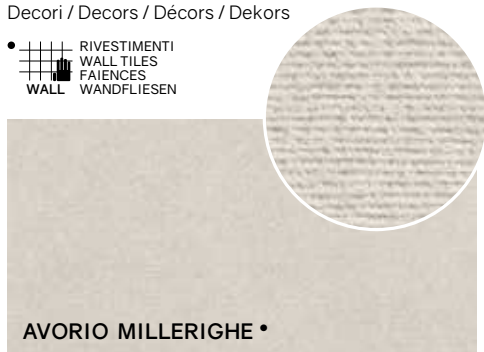 Decori / Decors / Décors / Dekors
• RIVESTIMENTI
WALL TILES
FAIENCES
WALL WANDFLIESEN
AVORIO MILLERIGHE •